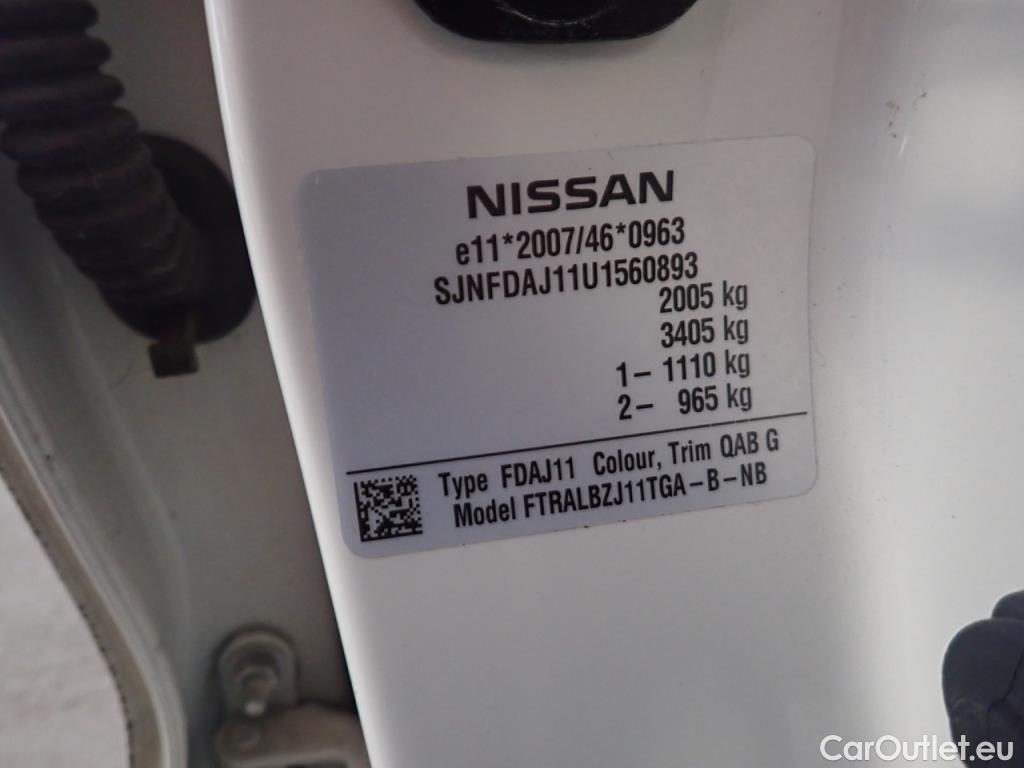 NISSAN
e11*2007/46*0963
SJNFDAJ11U1560893
2005 kg
3405 kg
1- 1110 kg
2- 965 kg
Type FDAJ11 Colour, Trim QAB G
Model FTRALBZJ11TGA-B-NB
CarOutlet.eu